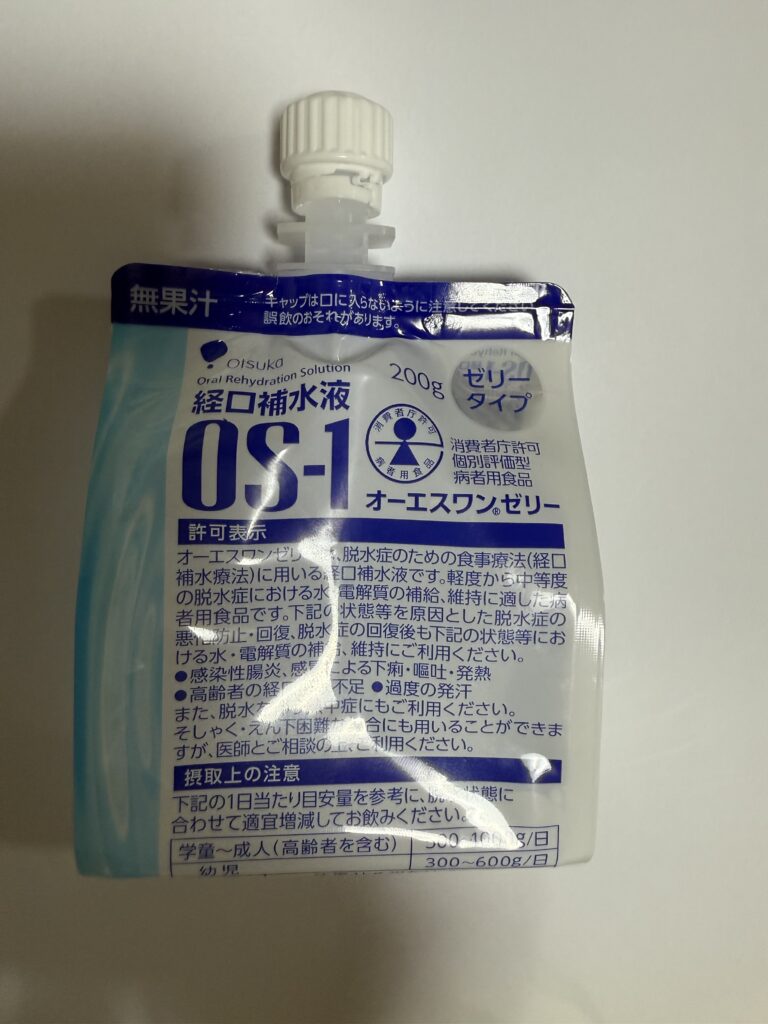 無果汁
キャップは口に入らないように注意してくだ
誤飲のおそれがあります。
Otsuka
Oral Rehydration Solution
200g
ゼリー
タイプ
経口補水液
OS-1
消費者庁許可
病者用食品
消費者庁許可
個別評価型
病者用食品
オーエスワン®ゼリー
許可表示
オーエスワンゼリ、脱水症のための食事療法(経口
補水療法)に用いる経口補水液です。軽度から中等度
の脱水症における水・電解質の補給、維持に適した病
者用食品です。下記の状態等を原因とした脱水症の
悪化防止・回復、脱水症の回復後も下記の状態等にお
ける水・電解質の補給、維持にご利用ください。
●感染性腸炎、感による下痢・嘔吐・発熱
●高齢者の経口不足 ●過度の発汗
また、脱水を中症にもご利用ください。
そしゃく・えん下困難な合にも用いることができま
すが、医師とご相談の上、ご利用ください。
摂取上の注意
下記の1日当たり目安量を参考に、脱状態に
合わせて適宜増減してお飲みください。
学童~成人(高齢者を含む) g/日
幼児 300~600g/日